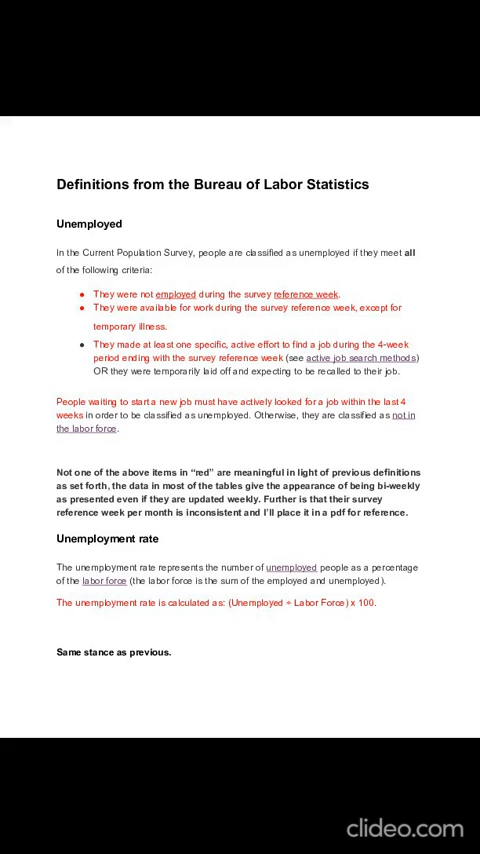 Definitions from the Bureau of Labor Statistics
Unemployed
In the Current Population Survey, people are classified as unemployed if they meet all
of the following criteria:
● They were not employed during the survey reference week.
● They were available for work during the survey reference week, except for
temporary illness.
● They made at least one specific, active effort to find a job during the 4-week
period ending with the survey reference week (see active job search methods)
OR they were temporarily laid off and expecting to be recalled to their job.
People waiting to start a new job must have actively looked for a job within the last 4
weeks in order to be classified as unemployed. Otherwise, they are classified as not in
the labor force.
Not one of the above items in “red” are meaningful in light of previous definitions
as set forth, the data in most of the tables give the appearance of being bi-weekly
as presented even if they are updated weekly. Further is that their survey
reference week per month is inconsistent and I’ll place it in a pdf for reference.
Unemployment rate
The unemployment rate represents the number of unemployed people as a percentage
of the labor force (the labor force is the sum of the employed and unemployed).
The unemployment rate is calculated as: (Unemployed ÷ Labor Force) x 100.
Same stance as previous.
clideo.com